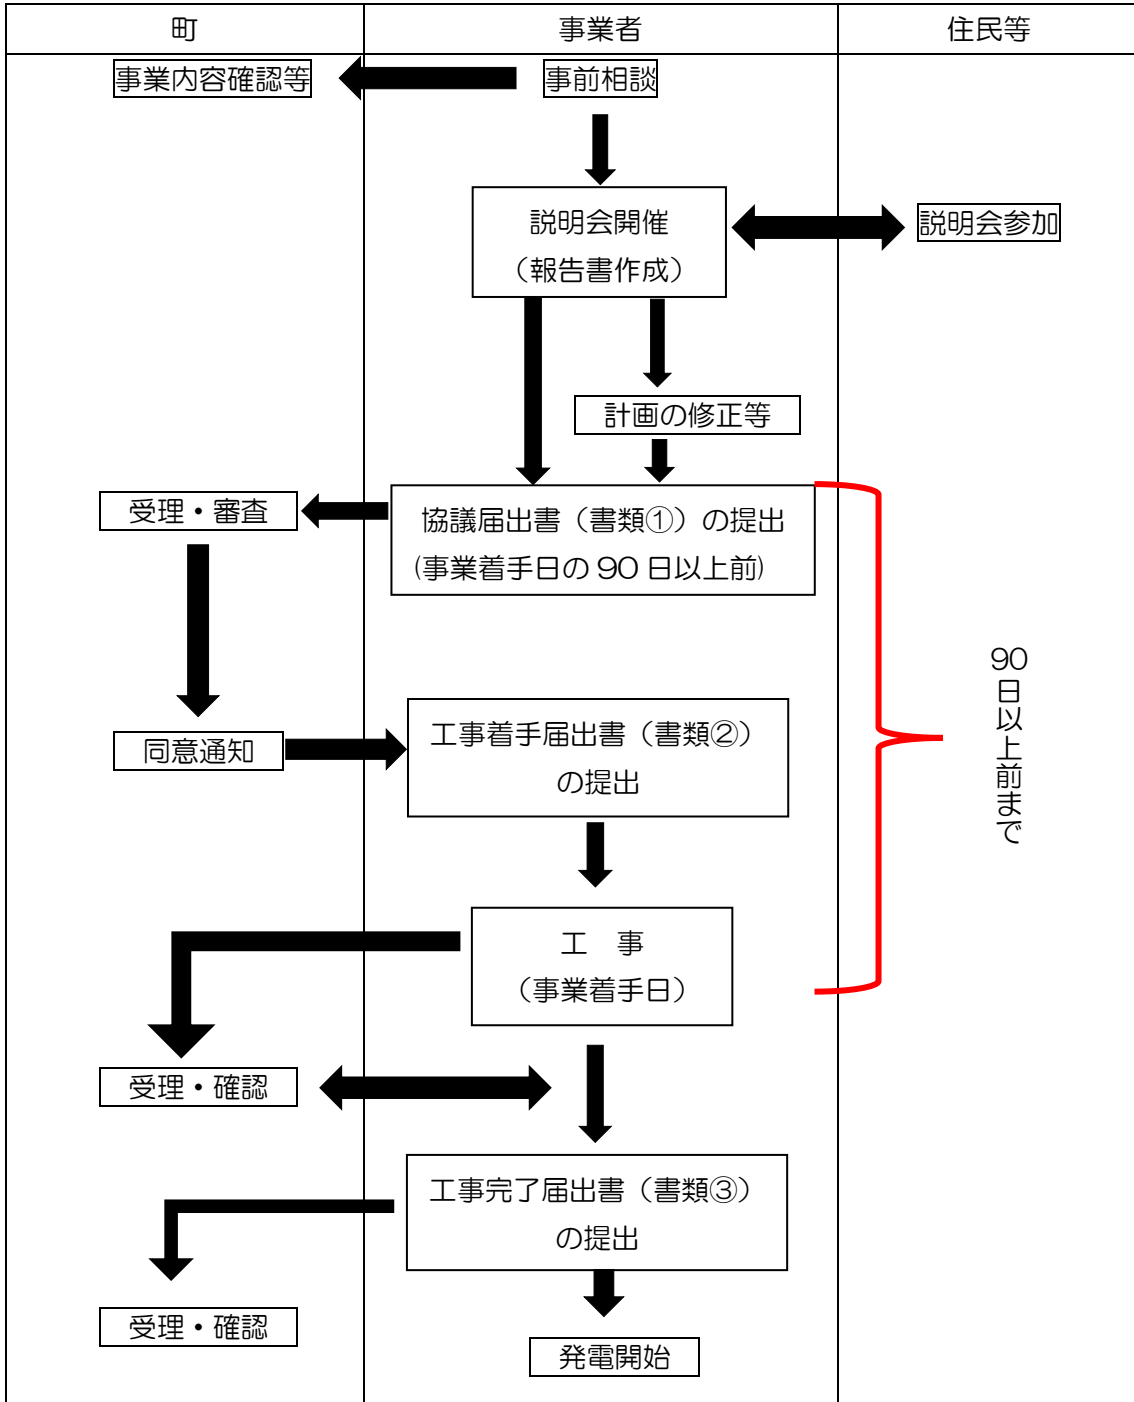 町
事業者
住民等
事業内容確認等
事前相談
説明会開催
（報告書作成）
説明会参加
計画の修正等
受理・審査
協議届出書（書類①）の提出
(事業着手日の90日以上前)
90日以上前まで
同意通知
工事着手届出書（書類②）
の提出
工　事
（事業着手日）
受理・確認
工事完了届出書（書類③）
の提出
受理・確認
発電開始